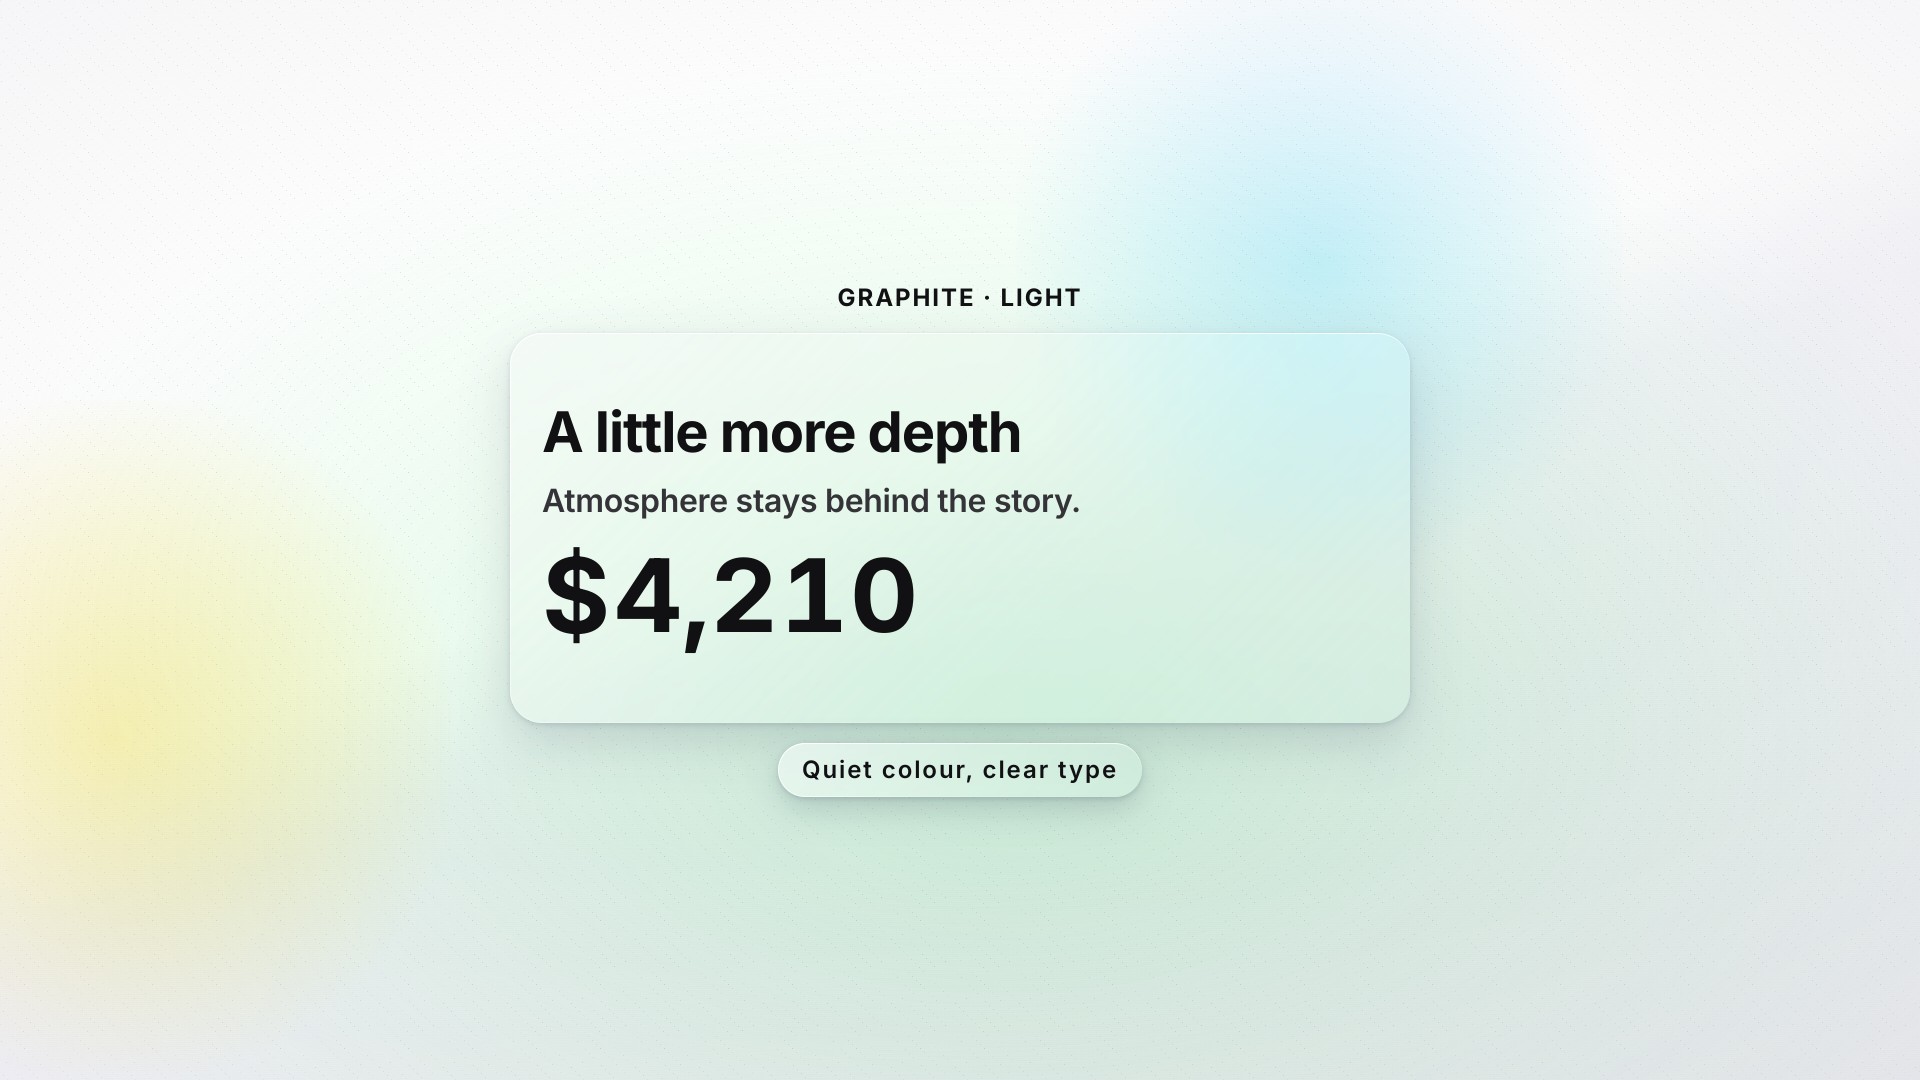 GRAPHITE · LIGHT
A little more depth
Atmosphere stays behind the story.
$4,210
Quiet colour, clear type